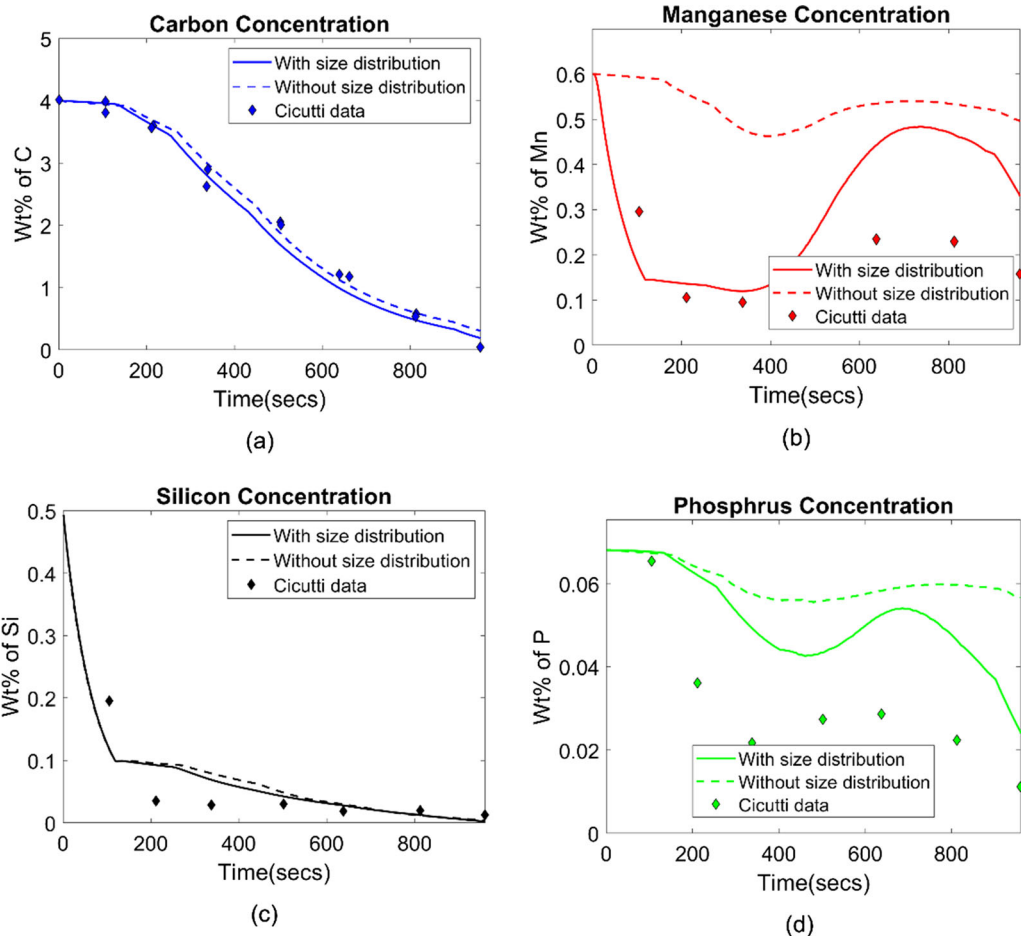 Carbon Concentration
5
4
3
2
1
0
Wt% of C
With size distribution
Without size distribution
Cicutti data
0 200 400 600 800
Time(secs)
(a)
Manganese Concentration
0.6
0.5
0.4
0.3
0.2
0.1
0
Wt% of Mn
With size distribution
Without size distribution
Cicutti data
0 200 400 600 800
Time(secs)
(b)
Silicon Concentration
0.5
0.4
0.3
0.2
0.1
0
Wt% of Si
With size distribution
Without size distribution
Cicutti data
0 200 400 600 800
Time(secs)
(c)
Phosphrus Concentration
0.06
0.04
0.02
0
Wt% of P
With size distribution
Without size distribution
Cicutti data
0 200 400 600 800
Time(secs)
(d)